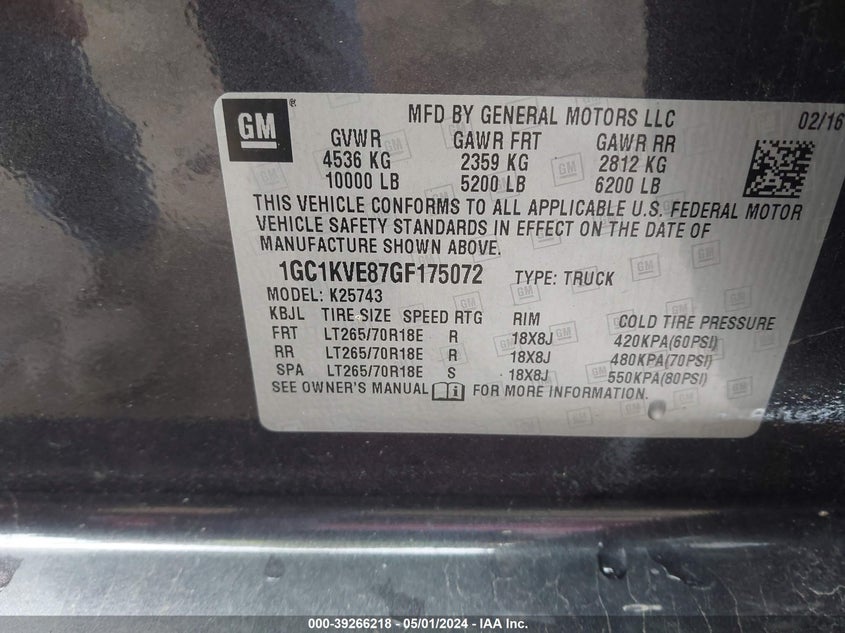 GM ®
MFD BY GENERAL MOTORS LLC 02/16
GVWR GAWR FRT GAWR RR
4536 KG 2359 KG 2812 KG
10000 LB 5200 LB 6200 LB
THIS VEHICLE CONFORMS TO ALL APPLICABLE U.S. FEDERAL MOTOR
VEHICLE SAFETY STANDARDS IN EFFECT ON THE DATE OF
MANUFACTURE SHOWN ABOVE.
1GC1KVE87GF175072 TYPE: TRUCK
MODEL: K25743
KBJL TIRE SIZE SPEED RTG RIM COLD TIRE PRESSURE
FRT LT265/70R18E R 18X8J 420KPA(60PSI)
RR LT265/70R18E R 18X8J 480KPA(70PSI)
SPA LT265/70R18E S 18X8J 550KPA(80PSI)
SEE OWNER'S MANUAL FOR MORE INFORMATION.
000-39266218 - 05/01/2024 - IAA Inc.